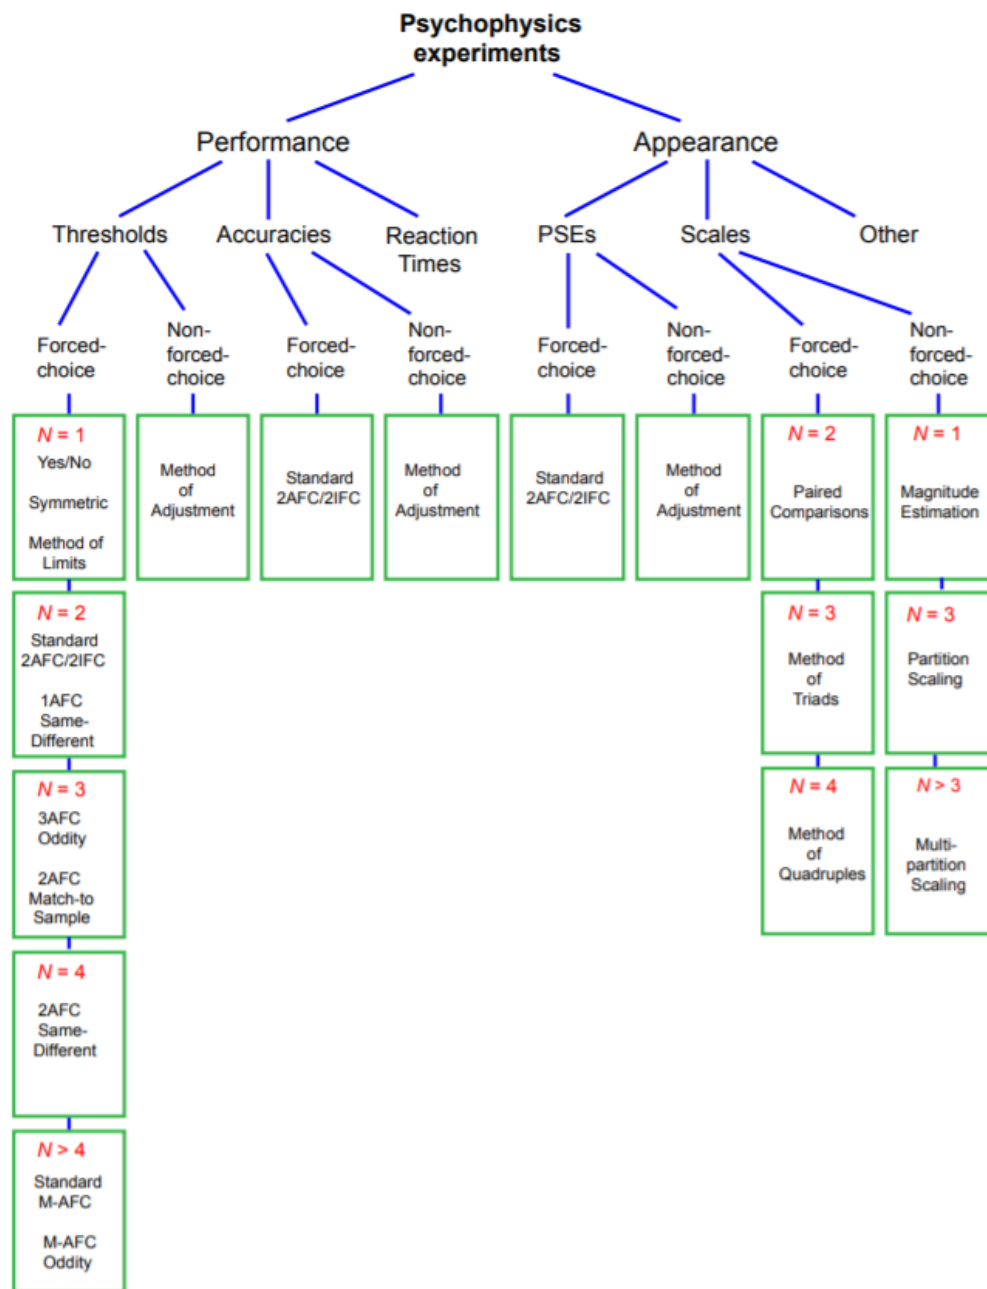 Psychophysics
experiments
Performance
Appearance
Thresholds
Accuracies
Reaction
Times
PSEs
Scales
Other
Forced-
choice
Non-
forced-
choice
Forced-
choice
Non-
forced-
choice
Forced-
choice
Non-
forced-
choice
Forced-
choice
Non-
forced-
choice
N = 1
Yes/No
Symmetric
Method of
Limits
Method
of
Adjustment
Standard
2AFC/2IFC
Method
of
Adjustment
Standard
2AFC/2IFC
Method
of
Adjustment
N = 2
Paired
Comparisons
N = 1
Magnitude
Estimation
N = 2
Standard
2AFC/2IFC
1AFC
Same-
Different
N = 3
Method
of
Triads
N = 3
Partition
Scaling
N = 3
3AFC
Oddity
2AFC
Match-to
Sample
N = 4
Method
of
Quadruples
N > 3
Multi-
partition
Scaling
N = 4
2AFC
Same-
Different
N > 4
Standard
M-AFC
M-AFC
Oddity